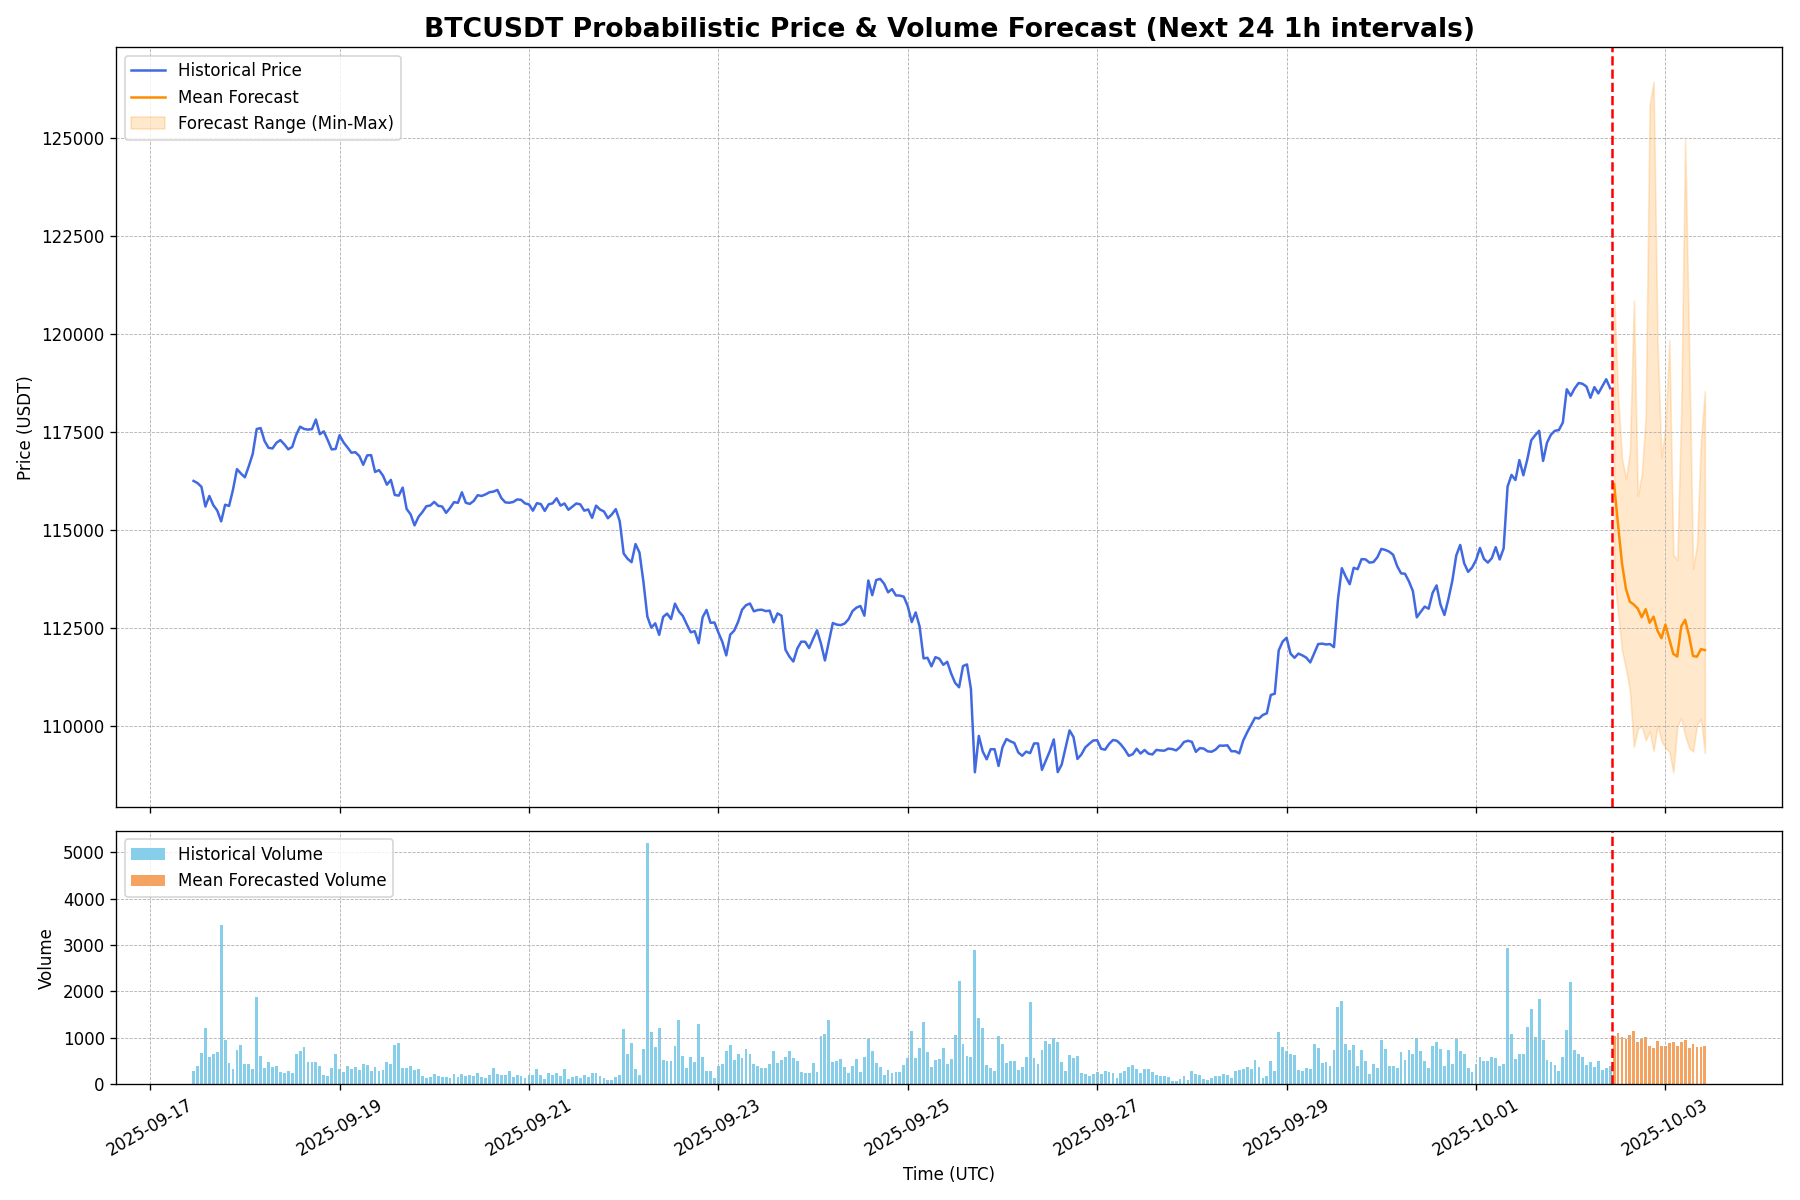 BTCUSDT Probabilistic Price & Volume Forecast (Next 24 1h intervals)
Historical Price
Mean Forecast
Forecast Range (Min-Max)
125000
122500
120000
117500
115000
112500
110000
Price (USDT)
Historical Volume
Mean Forecasted Volume
5000
4000
3000
2000
1000
0
Volume
2025-09-17
2025-09-19
2025-09-21
2025-09-23
2025-09-25
2025-09-27
2025-09-29
2025-10-01
2025-10-03
Time (UTC)